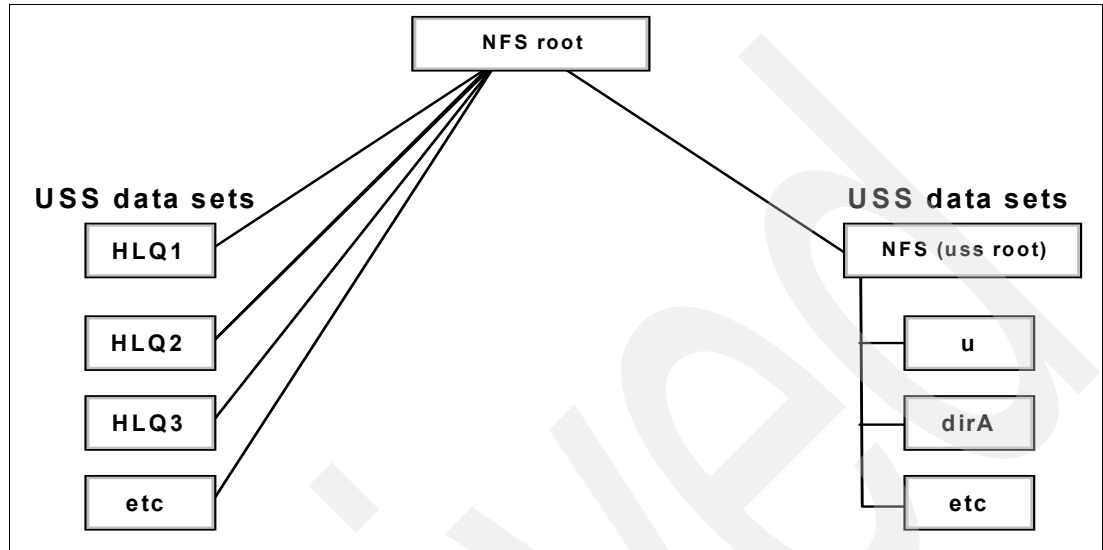 NFS root
USS data sets
HLQ1
HLQ2
HLQ3
etc
USS data sets
NFS (uss root)
u
dirA
etc